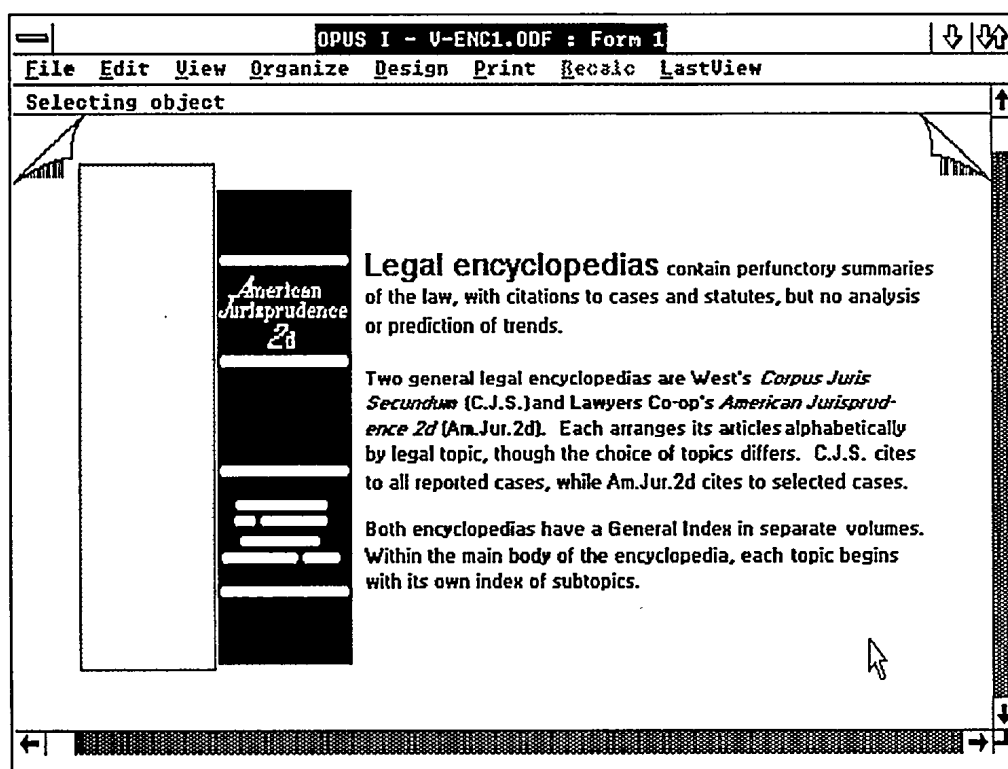 OPUS I - V-ENC1.ODF : Form 1
File Edit View Organize Design Print Recalc LastView
Selecting object
American
Jurisprudence
2d
Legal encyclopedias contain perfunctory summaries
of the law, with citations to cases and statutes, but no analysis
or prediction of trends.
Two general legal encyclopedias are West's Corpus Juris
Secundum (C.J.S.) and Lawyers Co-op's American Jurisprud-
ence 2d (Am.Jur.2d). Each arranges its articles alphabetically
by legal topic, though the choice of topics differs. C.J.S. cites
to all reported cases, while Am.Jur.2d cites to selected cases.
Both encyclopedias have a General Index in separate volumes.
Within the main body of the encyclopedia, each topic begins
with its own index of subtopics.